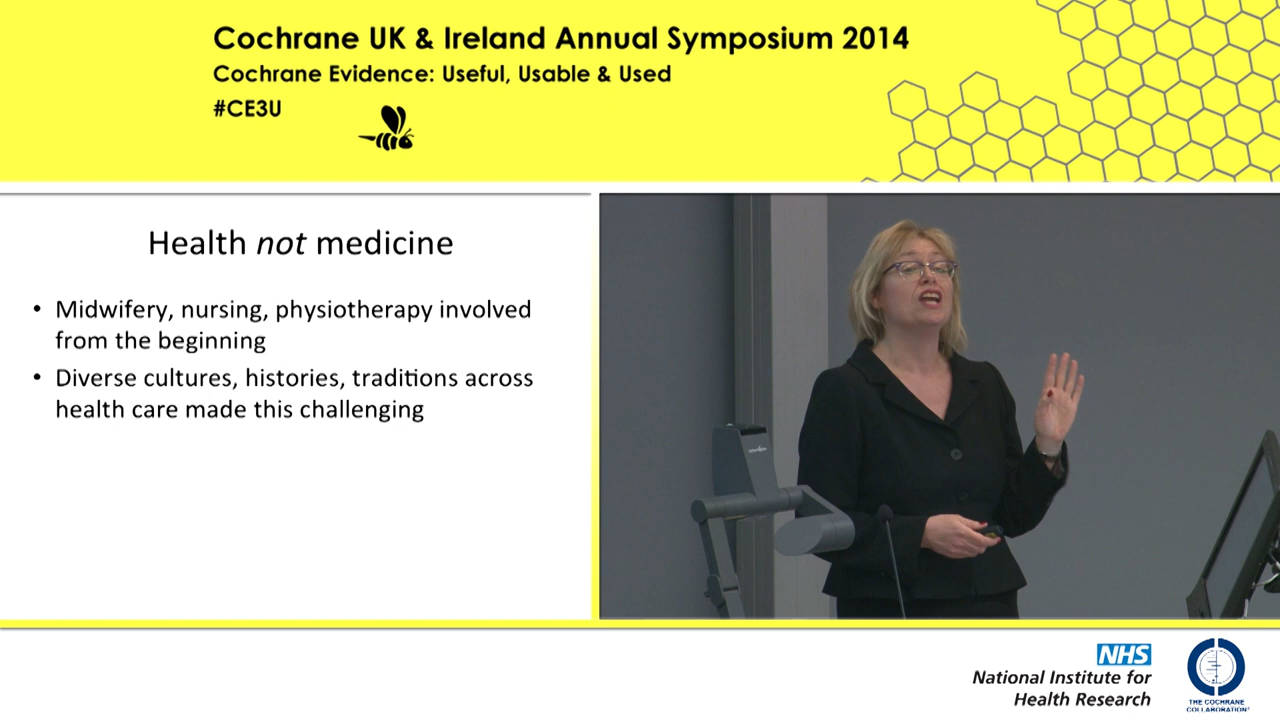 Cochrane UK & Ireland Annual Symposium 2014
Cochrane Evidence: Useful, Usable & Used
#CE3U
Health not medicine
• Midwifery, nursing, physiotherapy involved
from the beginning
• Diverse cultures, histories, traditions across
health care made this challenging
NHS
National Institute for
Health Research
THE COCHRANE
COLLABORATION®